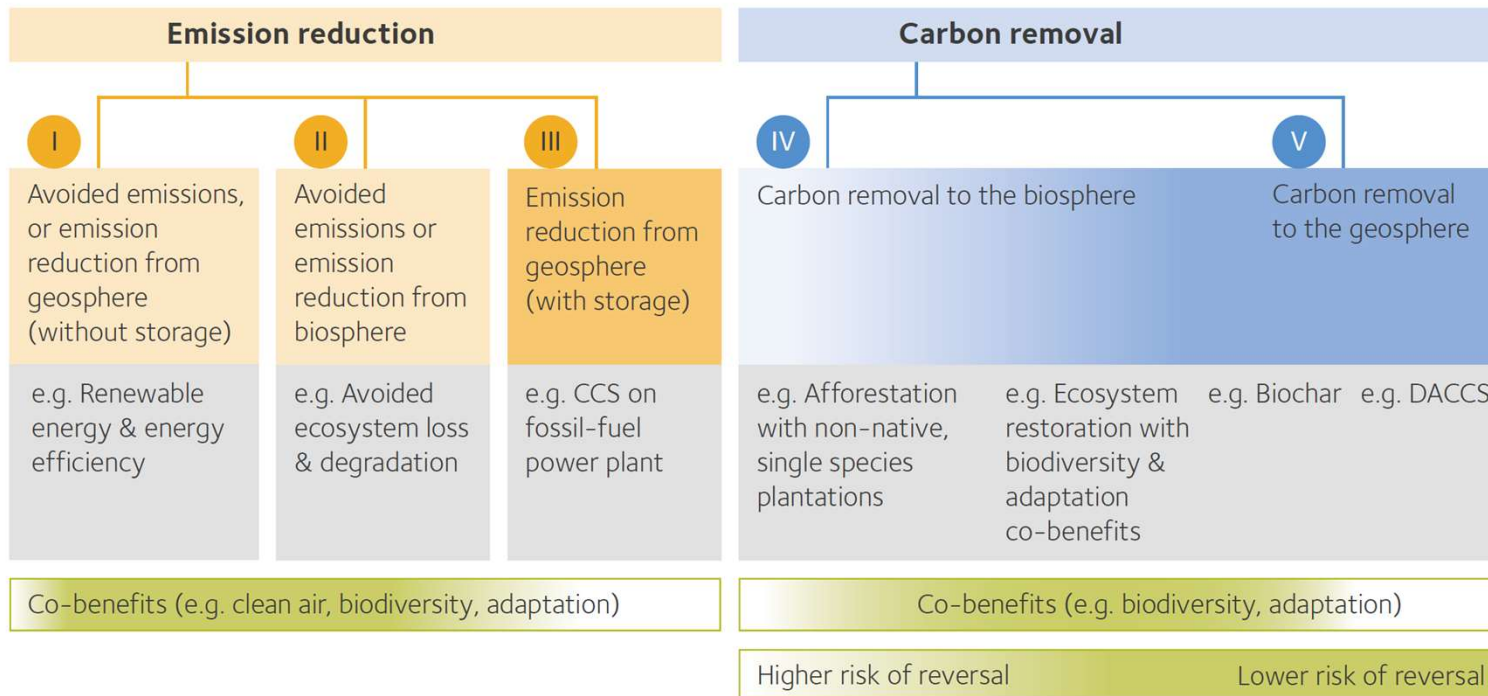 Emission reduction
Carbon removal
I
II
III
IV
V
Avoided emissions,
or emission
reduction from
geosphere
(without storage)
Avoided
emissions or
emission
reduction from
biosphere
Emission
reduction from
geosphere
(with storage)
Carbon removal to the biosphere
Carbon removal
to the geosphere
e.g. Renewable
energy & energy
efficiency
e.g. Avoided
ecosystem loss
& degradation
e.g. CCS on
fossil-fuel
power plant
e.g. Afforestation
with non-native,
single species
plantations
e.g. Ecosystem
restoration with
biodiversity &
adaptation
co-benefits
e.g. Biochar
e.g. DACCS
Co-benefits (e.g. clean air, biodiversity, adaptation)
Co-benefits (e.g. biodiversity, adaptation)
Higher risk of reversal
Lower risk of reversal